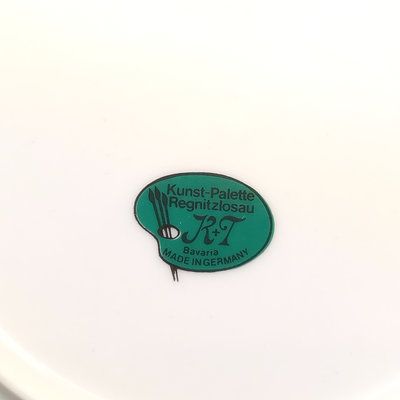 Kunst-Palette
Regnitzlosau
K+T
Bavaria
MADE IN GERMANY